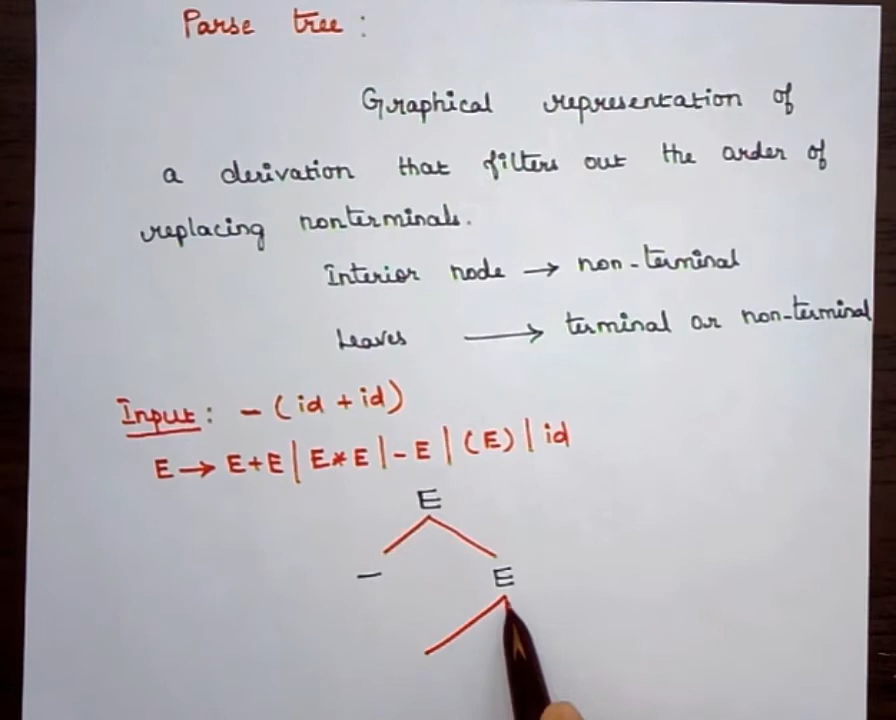 Parse tree :
Graphical representation of
a derivation that filters out the order of
replacing nonterminals.
Interior node → non-terminal
Leaves → terminal or non-terminal
Input : - ( id + id )
E → E+E | E*E | -E | (E) | id
E
- E